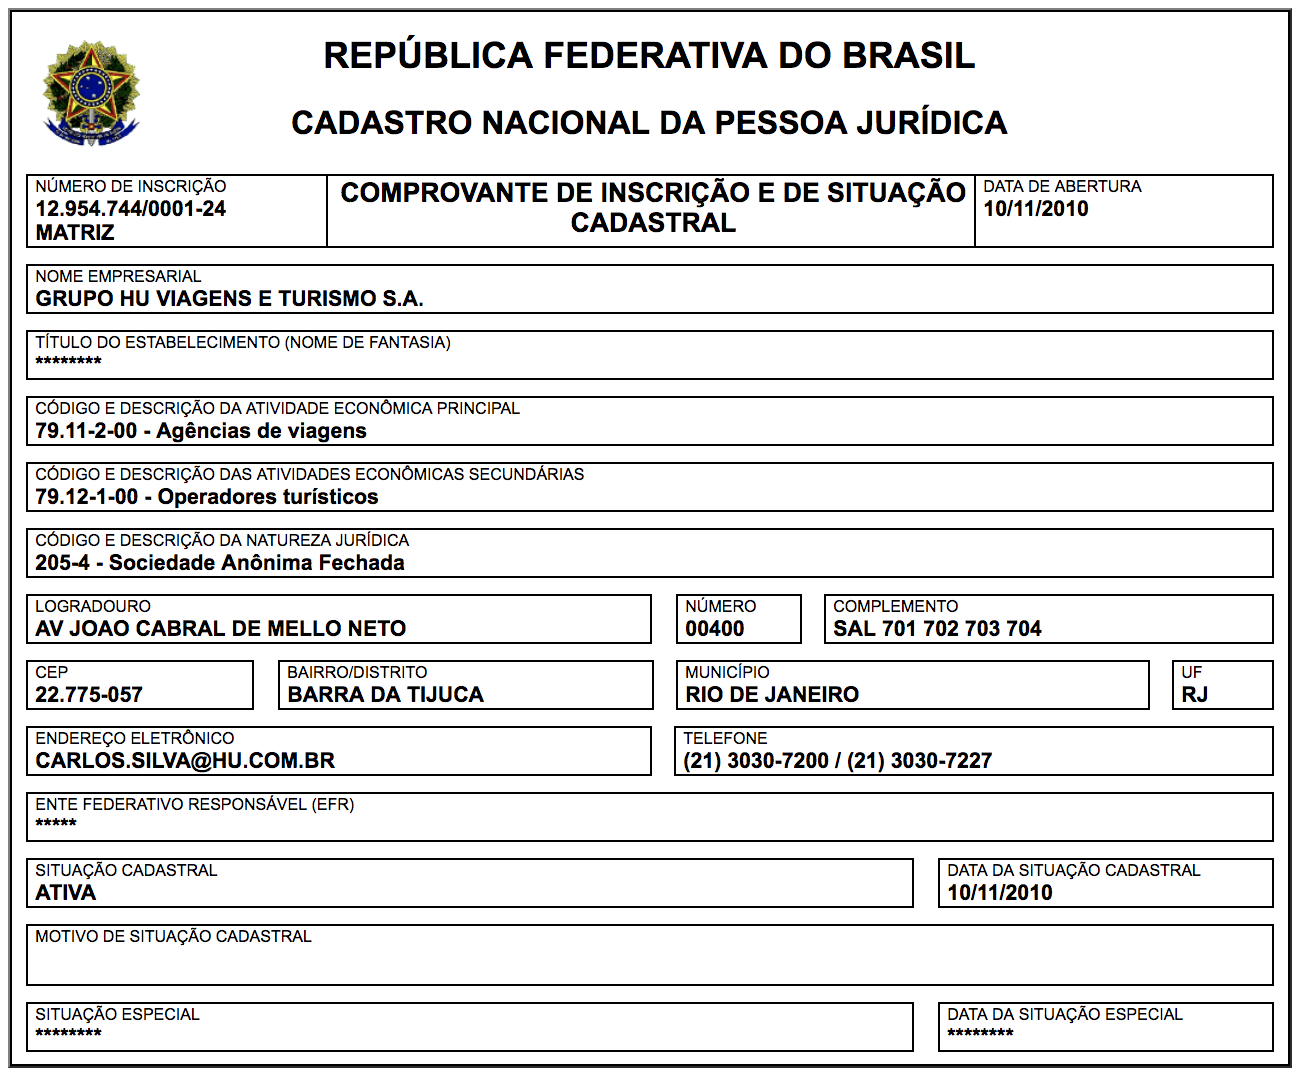 REPÚBLICA FEDERATIVA DO BRASIL
CADASTRO NACIONAL DA PESSOA JURÍDICA
NÚMERO DE INSCRIÇÃO
12.954.744/0001-24
MATRIZ
COMPROVANTE DE INSCRIÇÃO E DE SITUAÇÃO
CADASTRAL
DATA DE ABERTURA
10/11/2010
NOME EMPRESARIAL
GRUPO HU VIAGENS E TURISMO S.A.
TÍTULO DO ESTABELECIMENTO (NOME DE FANTASIA)
********
CÓDIGO E DESCRIÇÃO DA ATIVIDADE ECONÔMICA PRINCIPAL
79.11-2-00 - Agências de viagens
CÓDIGO E DESCRIÇÃO DAS ATIVIDADES ECONÔMICAS SECUNDÁRIAS
79.12-1-00 - Operadores turísticos
CÓDIGO E DESCRIÇÃO DA NATUREZA JURÍDICA
205-4 - Sociedade Anônima Fechada
LOGRADOURO
AV JOAO CABRAL DE MELLO NETO
NÚMERO
00400
COMPLEMENTO
SAL 701 702 703 704
CEP
22.775-057
BAIRRO/DISTRITO
BARRA DA TIJUCA
MUNICÍPIO
RIO DE JANEIRO
UF
RJ
ENDEREÇO ELETRÔNICO
CARLOS.SILVA@HU.COM.BR
TELEFONE
(21) 3030-7200 / (21) 3030-7227
ENTE FEDERATIVO RESPONSÁVEL (EFR)
*****
SITUAÇÃO CADASTRAL
ATIVA
DATA DA SITUAÇÃO CADASTRAL
10/11/2010
MOTIVO DE SITUAÇÃO CADASTRAL
SITUAÇÃO ESPECIAL
********
DATA DA SITUAÇÃO ESPECIAL
********